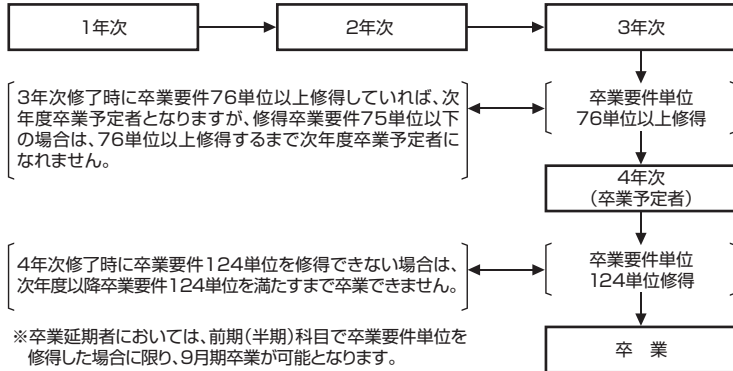 1年次
2年次
3年次
3年次修了時に卒業要件76単位以上修得していれば、次
年度卒業予定者となりますが、修得卒業要件75単位以下
の場合は、76単位以上修得するまで次年度卒業予定者に
なれません。
卒業要件単位
76単位以上修得
4年次
(卒業予定者)
4年次修了時に卒業要件124単位を修得できない場合は、
次年度以降卒業要件124単位を満たすまで卒業できません。
卒業要件単位
124単位修得
※卒業延期者においては、前期(半期)科目で卒業要件単位を
修得した場合に限り、9月期卒業が可能となります。
卒 業